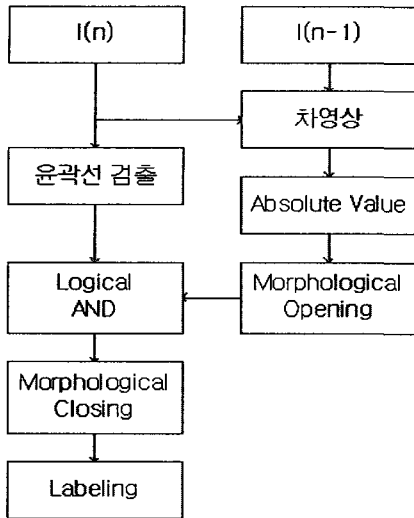 I(n)
I(n-1)
차영상
윤곽선 검출
Absolute Value
Logical
AND
Morphological
Opening
Morphological
Closing
Labeling